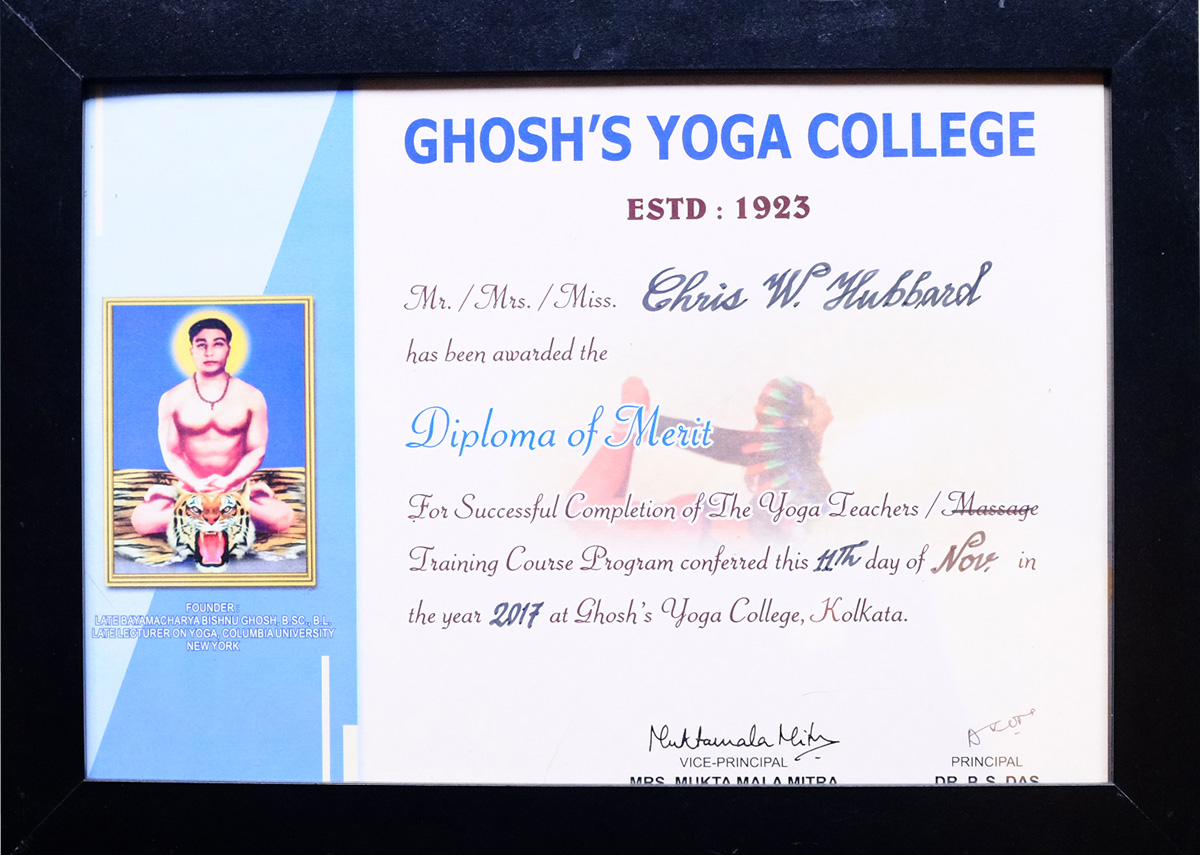 GHOSH'S YOGA COLLEGE
ESTD : 1923
Mr. /Mrs. /Miss. Chris W. Hubbard
has been awarded the
Diploma of Merit
For Successful Completion of The Yoga Teachers / Massage
Training Course Program conferred this 11Th day of Nov. in
the year 2017 at Ghosh's Yoga College, Kolkata.
FOUNDER :
LATE BAYAMACHARYA BISHNU GHOSH, B SC., B L.
LATE LECTURER ON YOGA, COLUMBIA UNIVERSITY
NEW YORK
Muktamala Mitra
VICE-PRINCIPAL
MRS. MUKTA MALA MITRA
PRINCIPAL
DR. P. S. DAS